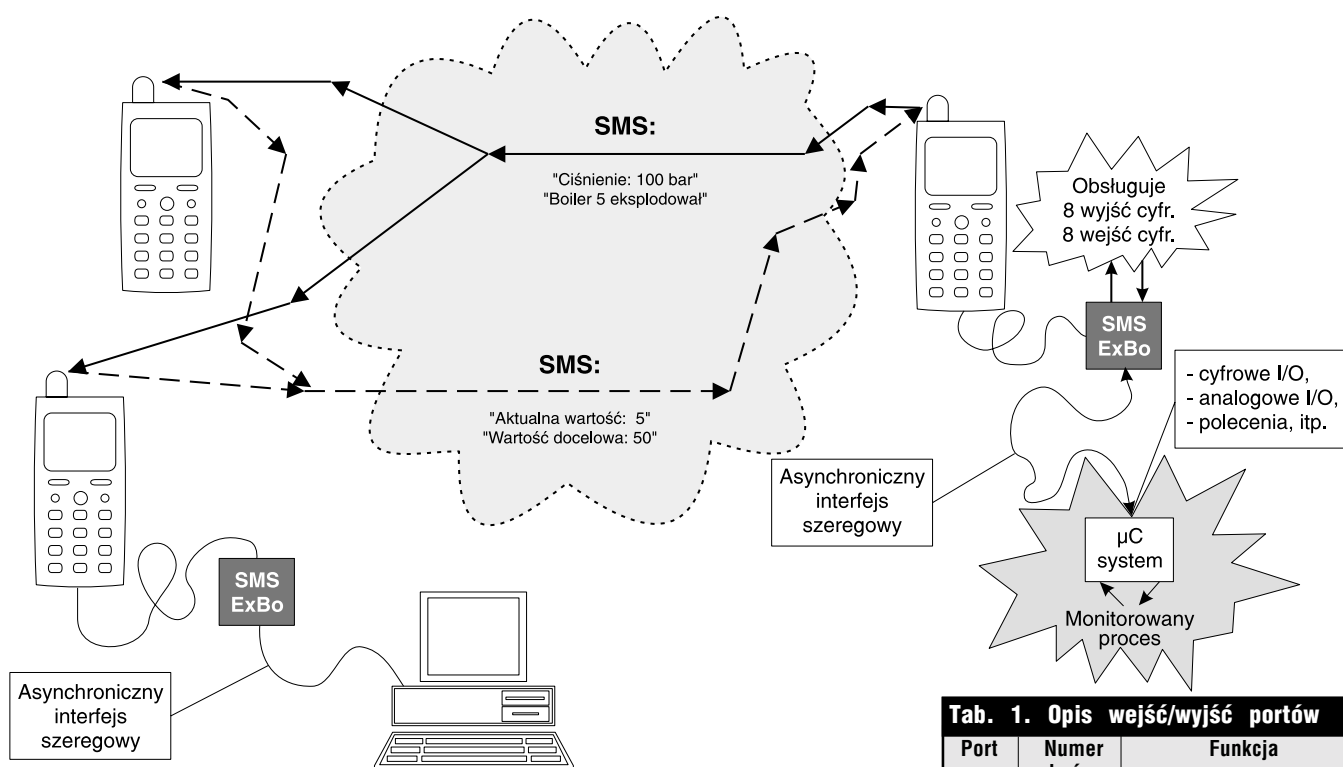 SMS:
"Ciśnienie: 100 bar"
"Boiler 5 eksplodował"
Obsługuje
8 wyjść cyfr.
8 wejść cyfr.
SMS
ExBo
SMS:
"Aktualna wartość: 5"
"Wartość docelowa: 50"
- cyfrowe I/O,
- analogowe I/O,
- polecenia, itp.
Asynchroniczny
interfejs
szeregowy
µC
system
Monitorowany
proces
SMS
ExBo
Asynchroniczny
interfejs
szeregowy
Tab. 1. Opis wejść/wyjść portów
Port
Numer
Funkcja